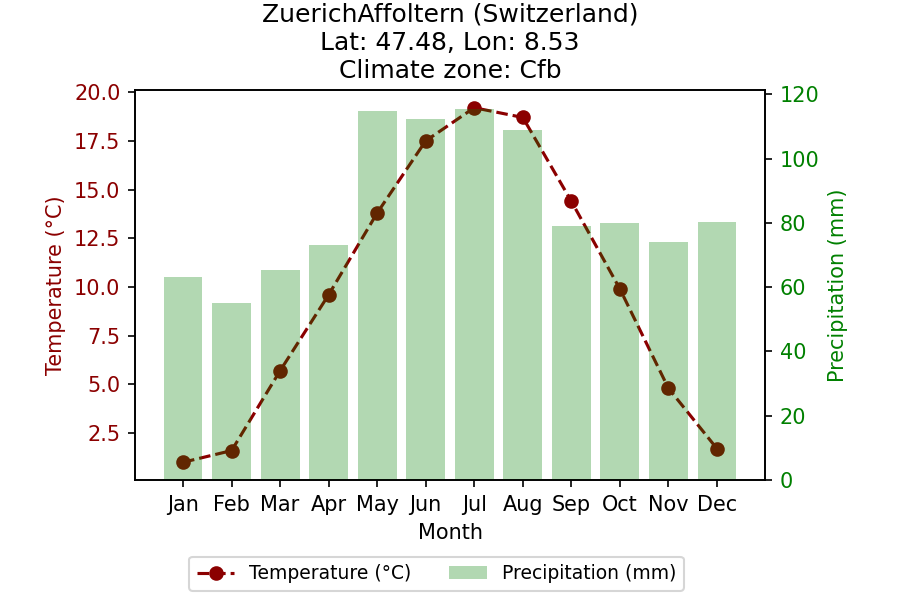 ZuerichAffoltern (Switzerland)
Lat: 47.48, Lon: 8.53
Climate zone: Cfb
20.0
17.5
15.0
12.5
10.0
7.5
5.0
2.5
Temperature (°C)
120
100
80
60
40
20
0
Precipitation (mm)
Jan Feb Mar Apr May Jun Jul Aug Sep Oct Nov Dec
Month
Temperature (°C) Precipitation (mm)